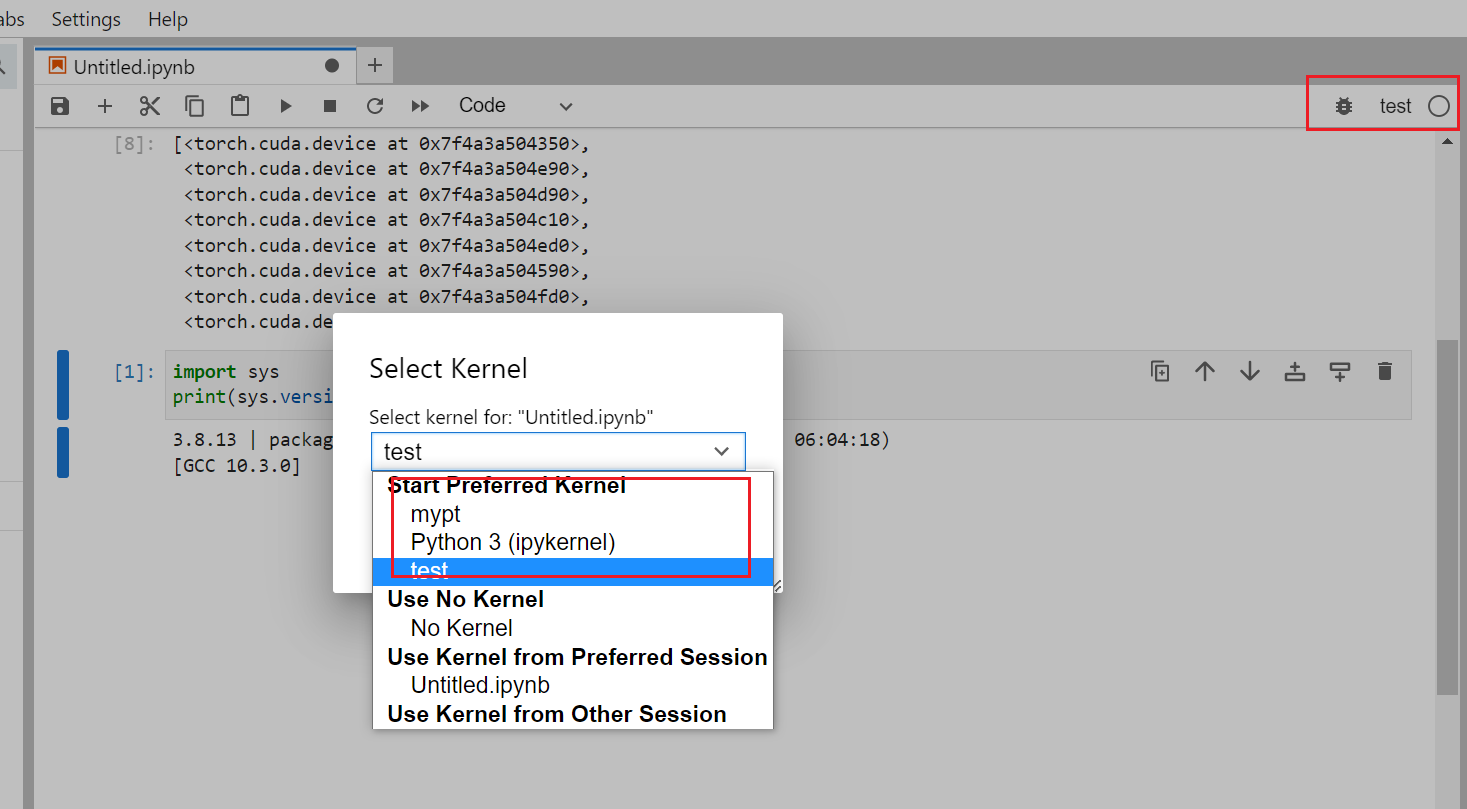 Settings Help
Untitled.ipynb
Code
test
[8]: [<torch.cuda.device at 0x7f4a3a504350>,
<torch.cuda.device at 0x7f4a3a504e90>,
<torch.cuda.device at 0x7f4a3a504d90>,
<torch.cuda.device at 0x7f4a3a504c10>,
<torch.cuda.device at 0x7f4a3a504ed0>,
<torch.cuda.device at 0x7f4a3a504590>,
<torch.cuda.device at 0x7f4a3a504fd0>,
<torch.cuda.de
[1]: import sys
print(sys.versi
3.8.13 | packag 06:04:18)
[GCC 10.3.0]
Select Kernel
Select kernel for: "Untitled.ipynb"
test
Start Preferred Kernel
mypt
Python 3 (ipykernel)
test
Use No Kernel
No Kernel
Use Kernel from Preferred Session
Untitled.ipynb
Use Kernel from Other Session